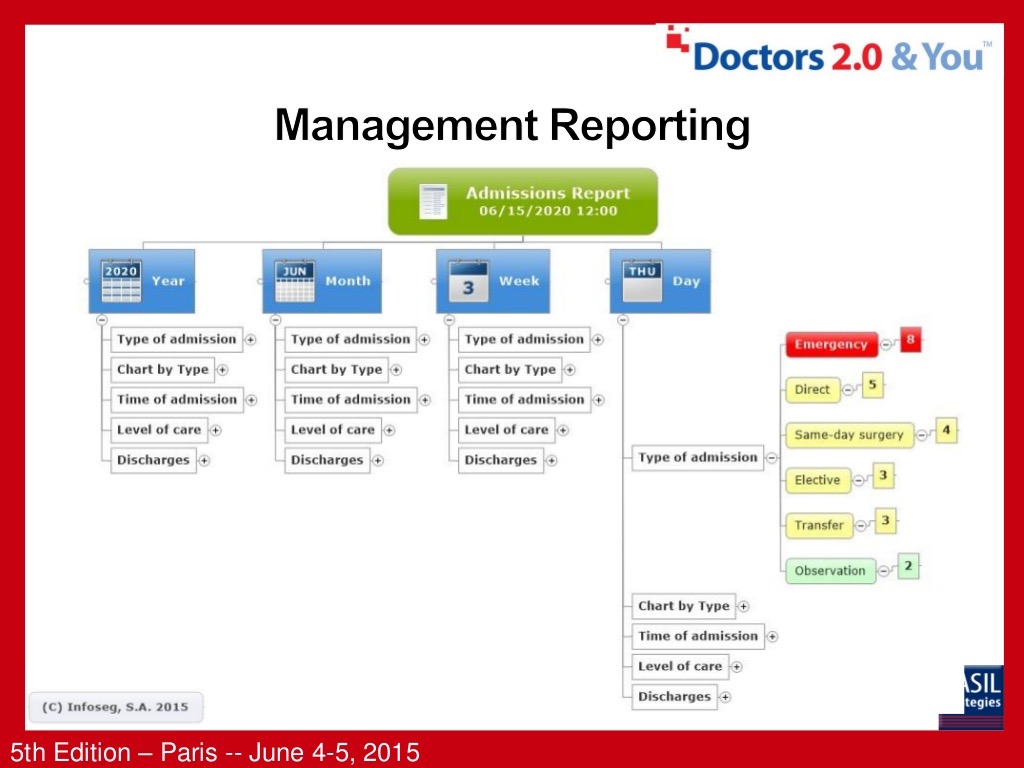 Doctors 2.0 & You™
Management Reporting
Admissions Report
06/15/2020 12:00
2020
Year
JUN
Month
3
Week
THU
Day
Type of admission
Chart by Type
Time of admission
Level of care
Discharges
Type of admission
Chart by Type
Time of admission
Level of care
Discharges
Type of admission
Chart by Type
Time of admission
Level of care
Discharges
Type of admission
Emergency 8
Direct 5
Same-day surgery 4
Elective 3
Transfer 3
Observation 2
Chart by Type
Time of admission
Level of care
Discharges
(C) Infoseg, S.A. 2015
ASIL
tegies
5th Edition – Paris -- June 4-5, 2015